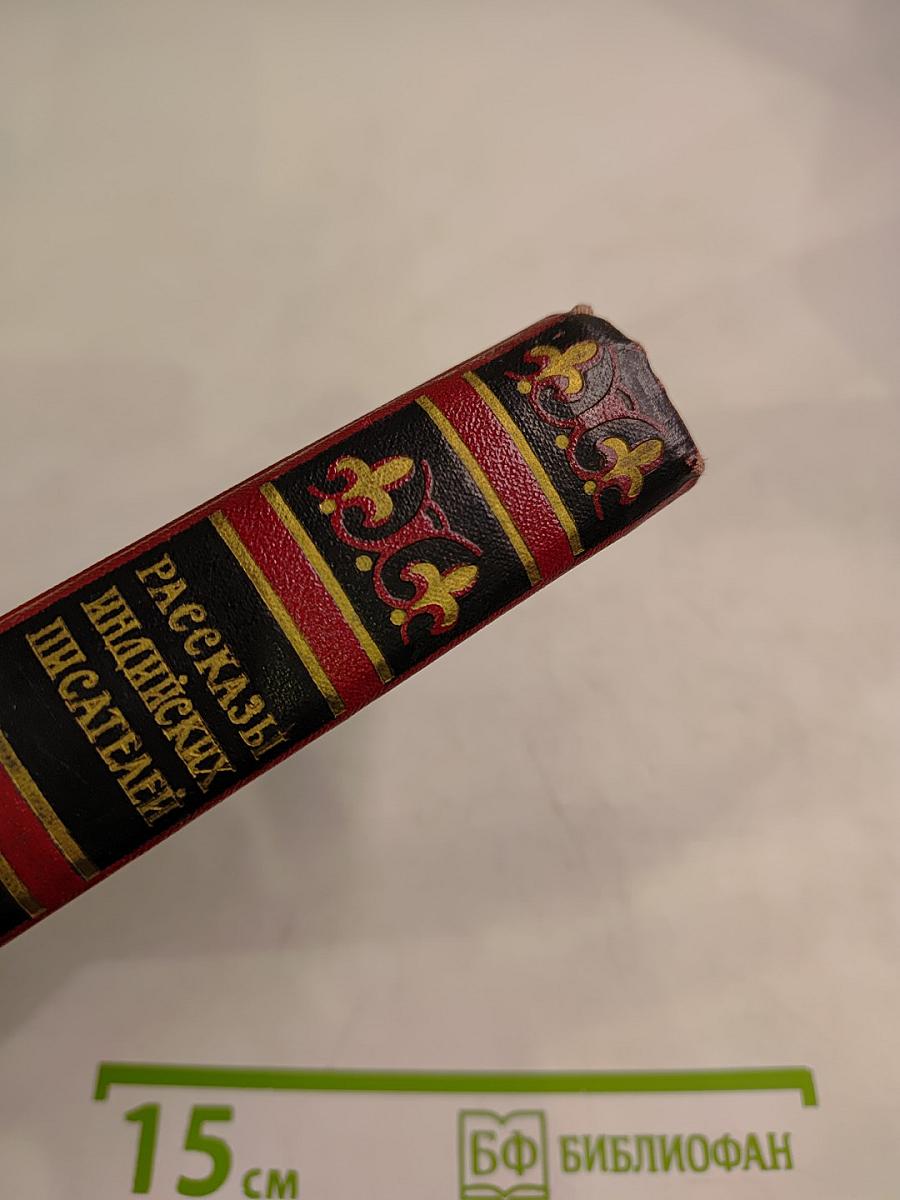 РАССКАЗЫ
ИНДИЙСКИХ
ПИСАТЕЛЕЙ
15 см
БФ БИБЛИОФАН